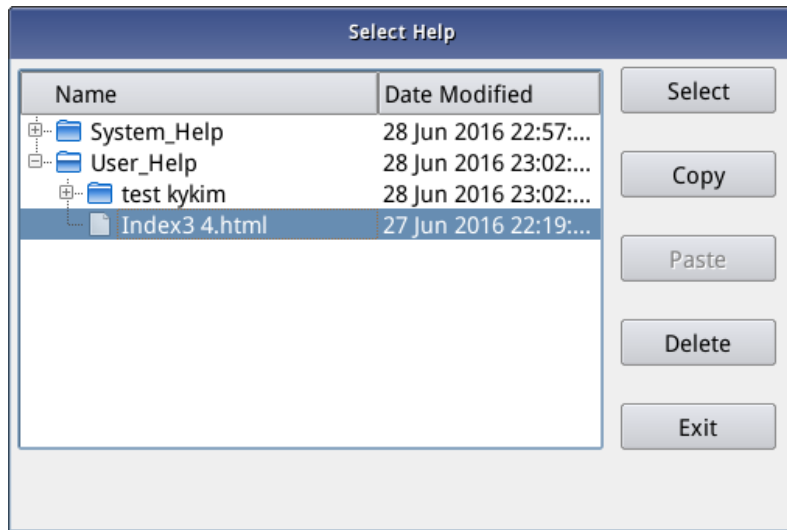 Select Help
Name Date Modified
System_Help 28 Jun 2016 22:57:...
User_Help 28 Jun 2016 23:02:...
test kykim 28 Jun 2016 23:02:...
Index3 4.html 27 Jun 2016 22:19:...
Select
Copy
Paste
Delete
Exit